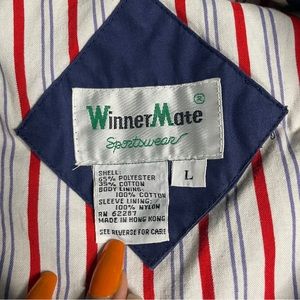 WINNERMATE ®
Sportswear
SHELL:
65% POLYESTER
35% COTTON
BODY LINING:
100% COTTON
SLEEVE LINING:
100% NYLON
RN 62287
MADE IN HONG KONG
SEE REVERSE FOR CARE
L